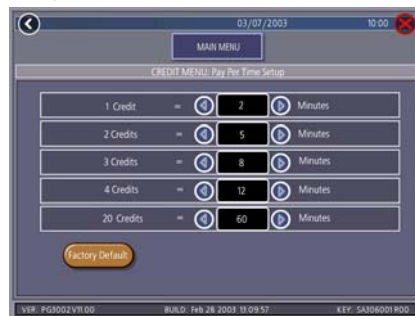 03/07/2003 10:00
MAIN MENU
CREDIT MENU: Pay Per Time Setup
1 Credit = 2 Minutes
2 Credits = 5 Minutes
3 Credits = 8 Minutes
4 Credits = 12 Minutes
20 Credits = 60 Minutes
Factory Default
VER: PG3002 V11.00 BUILD: Feb 28 2003 13:09:57 KEY: SA306001 R00